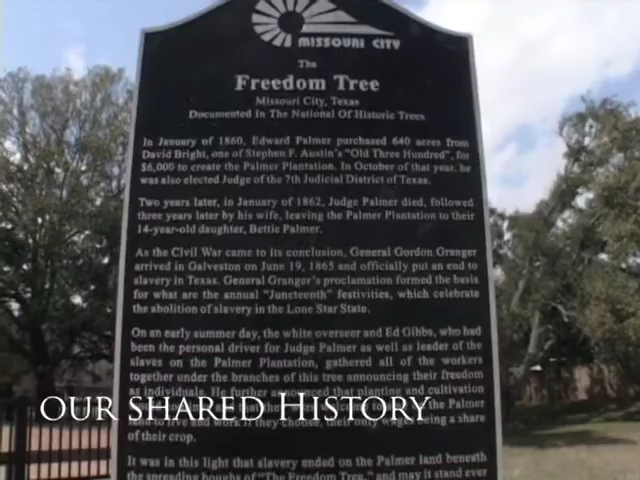 MISSOURI CITY
The
Freedom Tree
Missouri City, Texas
Documented In The National Of Historic Trees
In January of 1860, Edward Palmer purchased 640 acres from
David Bright, one of Stephen F. Austin's "Old Three Hundred", for
$6,000 to create the Palmer Plantation. In October of that year, he
was also elected Judge of the 7th Judicial District of Texas.
Two years later, in January of 1862, Judge Palmer died, followed
three years later by his wife, leaving the Palmer Plantation to their
14-year-old daughter, Bettie Palmer.
As the Civil War came to its conclusion, General Gordon Granger
arrived in Galveston on June 19, 1865 and officially put an end to
slavery in Texas. General Granger's proclamation formed the basis
for what are the annual "Juneteenth" festivities, which celebrate
the abolition of slavery in the Lone Star State.
On an early summer day, the white overseer and Ed Gibbs, who had
been the personal driver for Judge Palmer as well as leader of the
slaves on the Palmer Plantation, gathered all of the workers
together under the branches of this tree announcing their freedom
as individuals. He further announced that planting and cultivation
the Palmer
OUR SHARED HISTORY
land to live and work if they choose, their only wages being a share
of their crop.
It was in this light that slavery ended on the Palmer land beneath
the spreading boughs of "The Freedom Tree," and may it stand ever